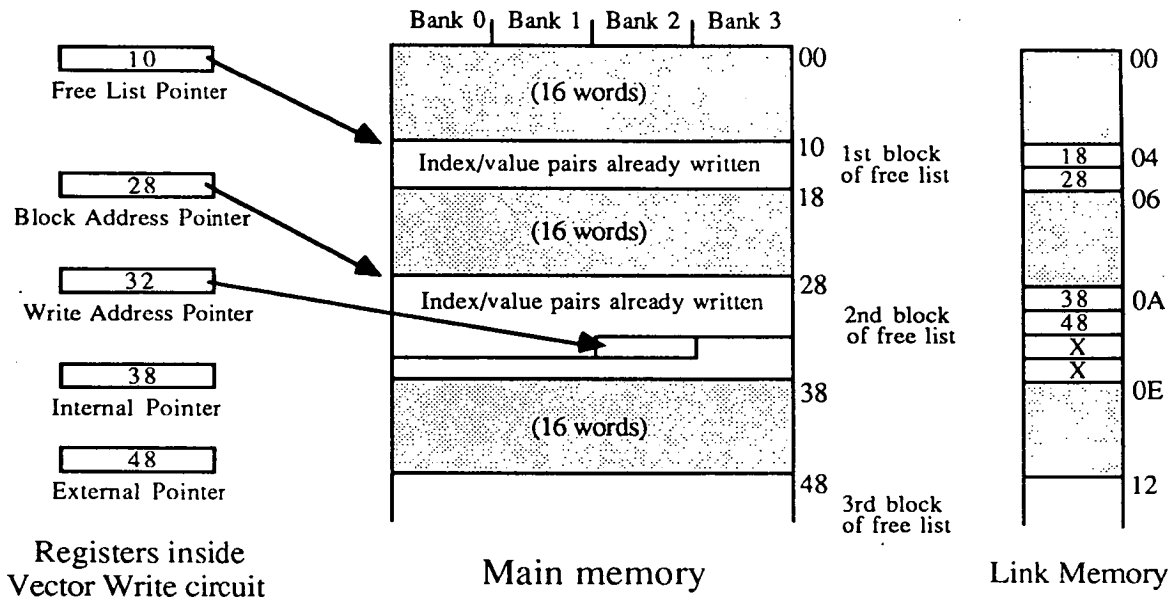 Bank 0 Bank 1 Bank 2 Bank 3
10
Free List Pointer
28
Block Address Pointer
32
Write Address Pointer
38
Internal Pointer
48
External Pointer
Registers inside
Vector Write circuit
00
(16 words)
10
Index/value pairs already written
18
(16 words)
28
Index/value pairs already written
38
(16 words)
48
Main memory
1st block
of free list
2nd block
of free list
3rd block
of free list
00
18
04
28
06
38
0A
48
X
X
0E
12
Link Memory